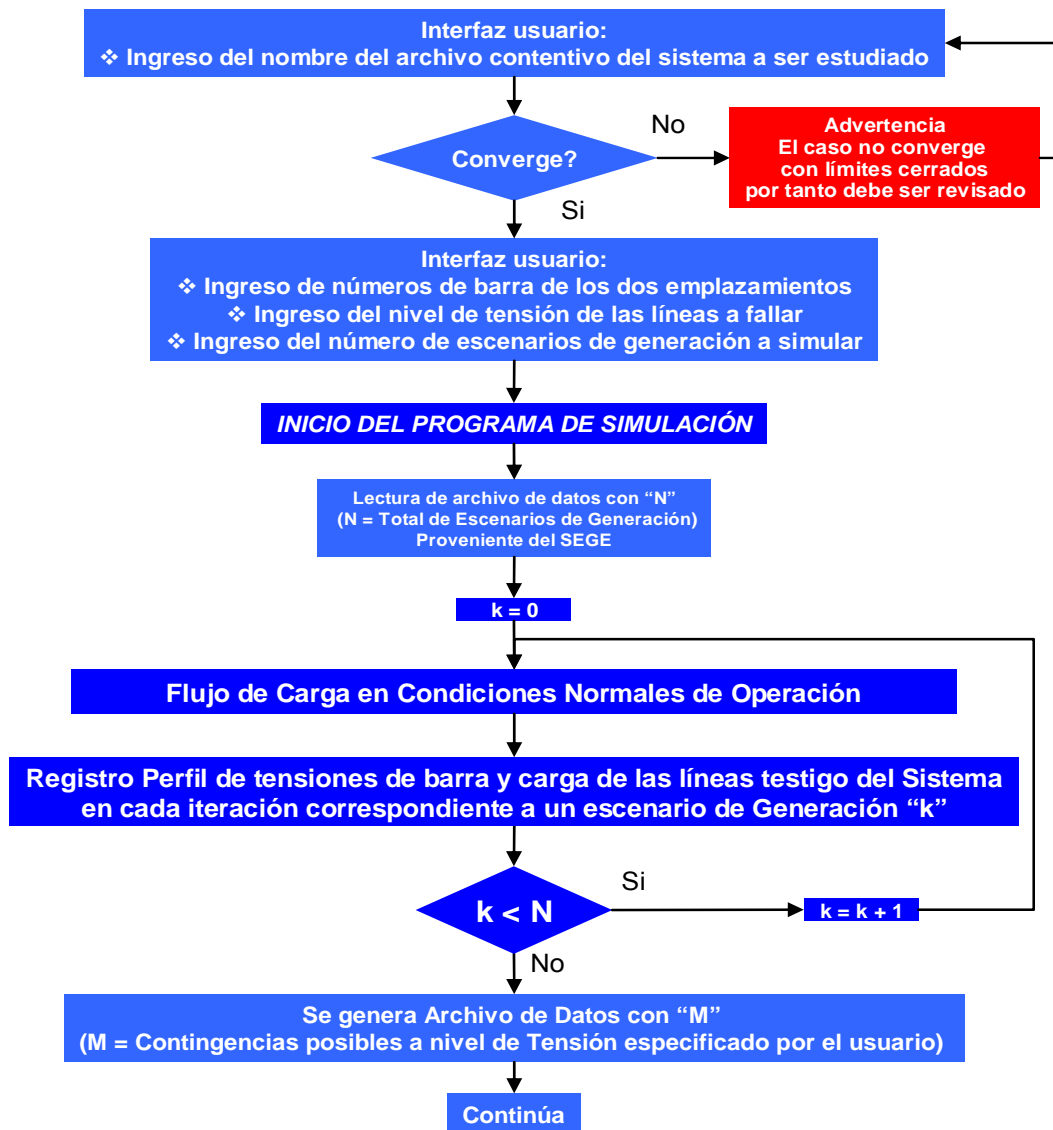 Interfaz usuario:
❖ Ingreso del nombre del archivo contentivo del sistema a ser estudiado
Converge?
No
Advertencia
El caso no converge
con límites cerrados
por tanto debe ser revisado
Si
Interfaz usuario:
❖ Ingreso de números de barra de los dos emplazamientos
❖ Ingreso del nivel de tensión de las líneas a fallar
❖ Ingreso del número de escenarios de generación a simular
INICIO DEL PROGRAMA DE SIMULACIÓN
Lectura de archivo de datos con “N”
(N = Total de Escenarios de Generación)
Proveniente del SEGE
k = 0
Flujo de Carga en Condiciones Normales de Operación
Registro Perfil de tensiones de barra y carga de las líneas testigo del Sistema
en cada iteración correspondiente a un escenario de Generación “k”
k < N
Si
k = k + 1
No
Se genera Archivo de Datos con “M”
(M = Contingencias posibles a nivel de Tensión especificado por el usuario)
Continúa